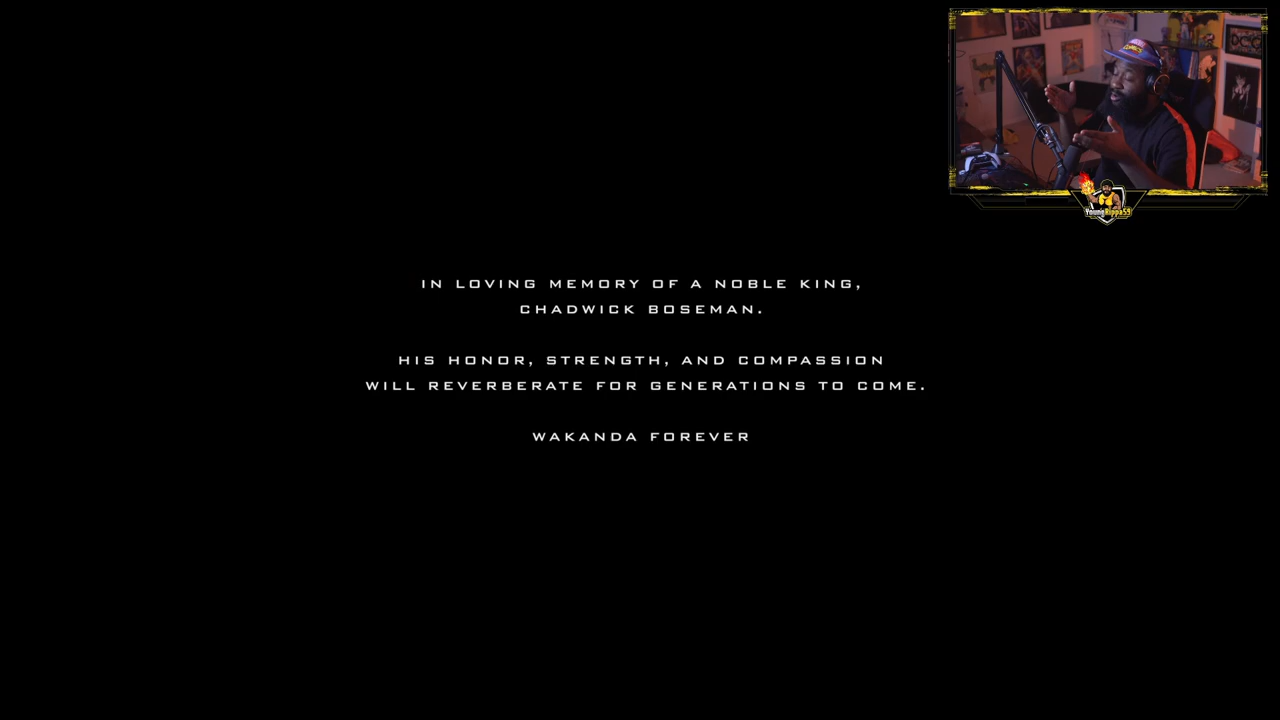 IN LOVING MEMORY OF A NOBLE KING,
CHADWICK BOSEMAN.
HIS HONOR, STRENGTH, AND COMPASSION
WILL REVERBERATE FOR GENERATIONS TO COME.
WAKANDA FOREVER
YoungRippa59